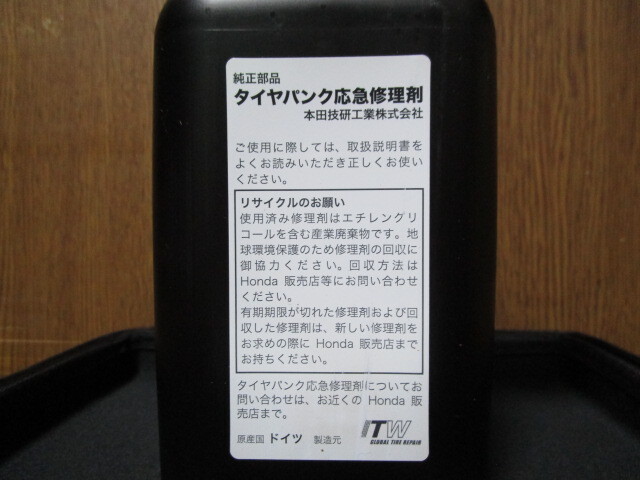 純正部品
タイヤパンク応急修理剤
本田技研工業株式会社
ご使用に際しては、取扱説明書を
よくお読みいただき正しくお使い
ください。
リサイクルのお願い
使用済み修理剤はエチレングリ
コールを含む産業廃棄物です。地
球環境保護のため修理剤の回収に
御協力ください。回収方法は
Honda 販売店等にお問い合わせ
ください。
有期期限が切れた修理剤および回
収した修理剤は、新しい修理剤を
お求めの際に Honda 販売店まで
お持ちください。
タイヤパンク応急修理剤についてお
問い合わせは、お近くの Honda 販
売店まで。
原産国 ドイツ 製造元 ITW
GLOBAL TIRE REPAIR